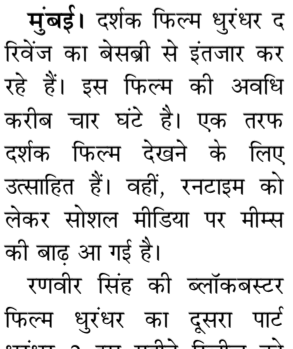 मुंबई। दर्शक फिल्म धुरंधर द
रिवेंज का बेसब्री से इंतजार कर
रहे हैं। इस फिल्म की अवधि
करीब चार घंटे है। एक तरफ
दर्शक फिल्म देखने के लिए
उत्साहित हैं। वहीं, रनटाइम को
लेकर सोशल मीडिया पर मीम्स
की बाढ़ आ गई है।
रणवीर सिंह की ब्लॉकबस्टर
फिल्म धुरंधर का दूसरा पार्ट